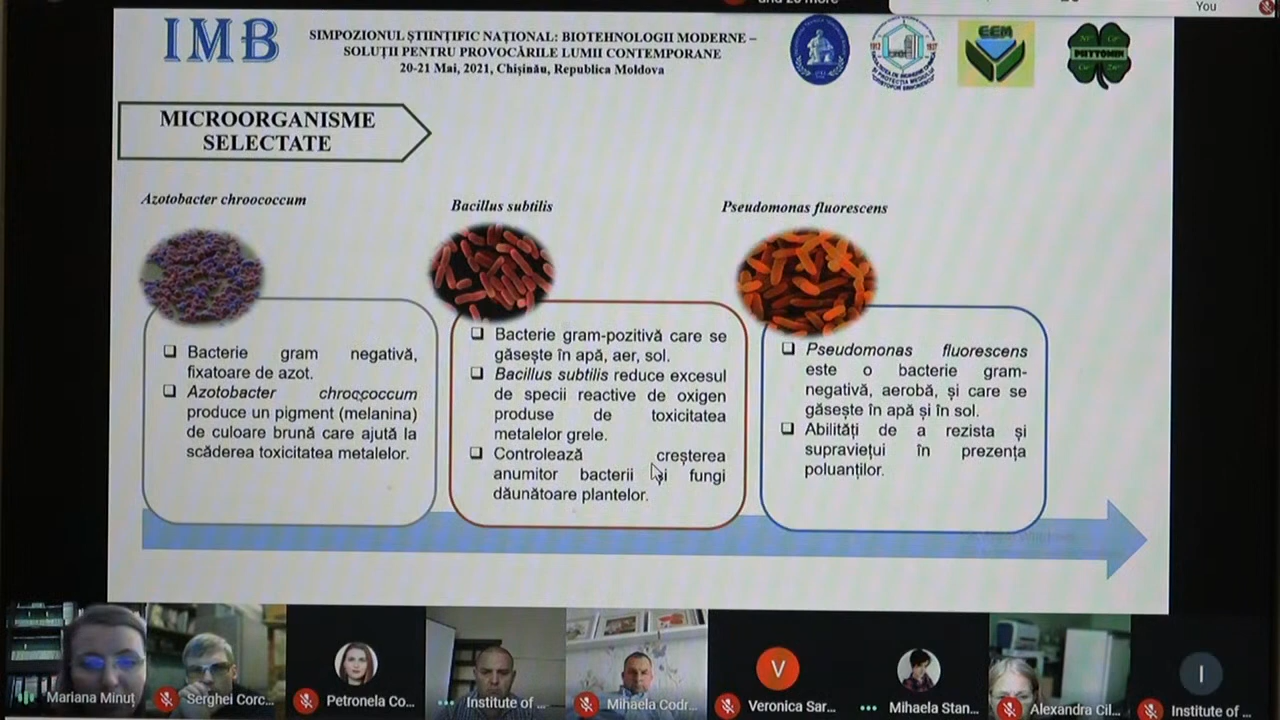 You
IMB
SIMPOZIONUL ȘTIINȚIFIC NAȚIONAL: BIOTEHNOLOGII MODERNE –
SOLUȚII PENTRU PROVOCĂRILE LUMII CONTEMPORANE
20-21 Mai, 2021, Chișinău, Republica Moldova
1912
1937
EEM
PHYTOMIN
MICROORGANISME
SELECTATE
Azotobacter chroococcum
Bacillus subtilis
Pseudomonas fluorescens
Bacterie gram negativă,
fixatoare de azot.
Azotobacter chroococcum
produce un pigment (melanina)
de culoare brună care ajută la
scăderea toxicitatea metalelor.
Bacterie gram-pozitivă care se
găsește în apă, aer, sol.
Bacillus subtilis reduce excesul
de specii reactive de oxigen
produse de toxicitatea
metalelor grele.
Controlează creșterea
anumitor bacterii și fungi
dăunătoare plantelor.
Pseudomonas fluorescens
este o bacterie gram-
negativă, aerobă, și care se
găsește în apă și în sol.
Abilități de a rezista și
supraviețui în prezența
poluanților.
Mariana Minuț
Serghei Corc...
Petronela Co...
Institute of ...
Mihaela Codr...
V
Veronica Sar...
Mihaela Stan...
Alexandra Cil...
I
Institute of ...